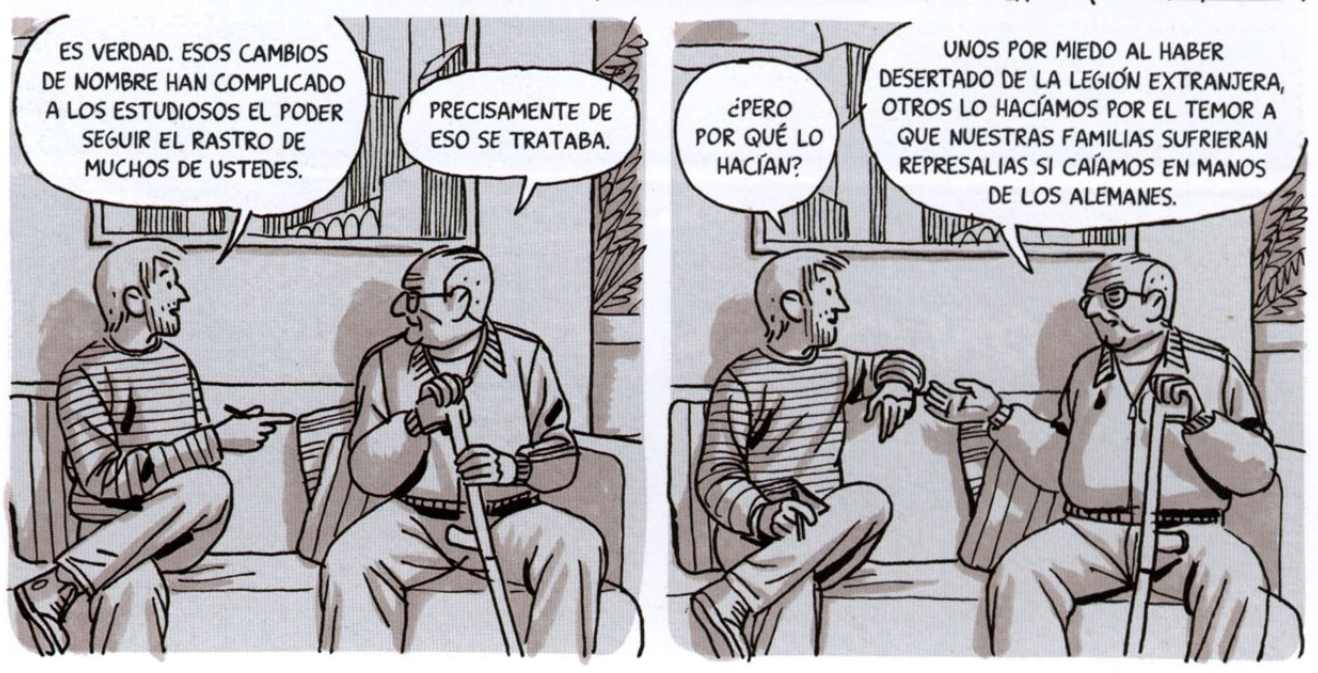 ES VERDAD. ESOS CAMBIOS
DE NOMBRE HAN COMPLICADO
A LOS ESTUDIOSOS EL PODER
SEGUIR EL RASTRO DE
MUCHOS DE USTEDES.
PRECISAMENTE DE
ESO SE TRATABA.
¿PERO
POR QUÉ LO
HACÍAN?
UNOS POR MIEDO AL HABER
DESERTADO DE LA LEGIÓN EXTRANJERA,
OTROS LO HACÍAMOS POR EL TEMOR A
QUE NUESTRAS FAMILIAS SUFRIERAN
REPRESALIAS SI CAÍAMOS EN MANOS
DE LOS ALEMANES.